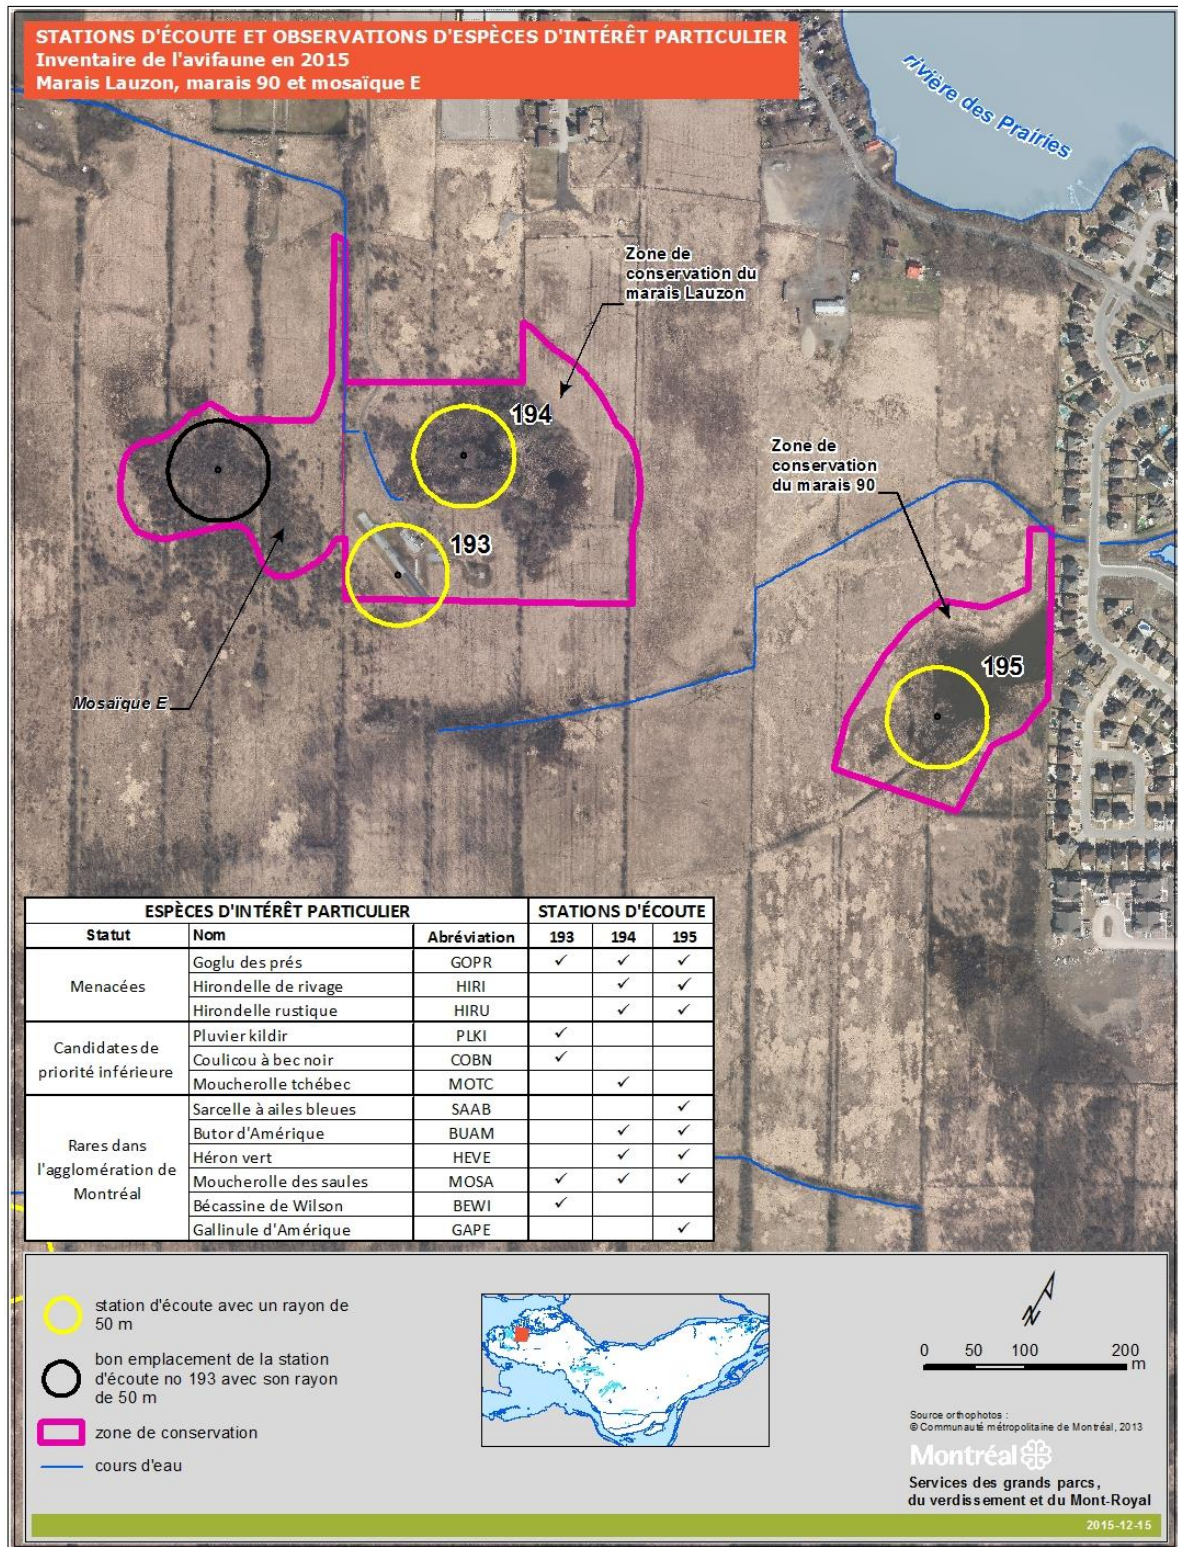 STATIONS D'ÉCOUTE ET OBSERVATIONS D'ESPÈCES D'INTÉRÊT PARTICULIER
Inventaire de l'avifaune en 2015
Marais Lauzon, marais 90 et mosaïque E
rivière des Prairies
Zone de
conservation du
marais Lauzon
194
Zone de
conservation
du marais 90
193
195
Mosaïque E
ESPÈCES D'INTÉRÊT PARTICULIER STATIONS D'ÉCOUTE
Statut Nom Abréviation 193 194 195
Menacées
Goglu des prés GOPR ✓ ✓ ✓
Hirondelle de rivage HIRI ✓ ✓
Hirondelle rustique HIRU ✓ ✓
Candidates de
priorité inférieure
Pluvier kildir PLKI ✓
Coulicou à bec noir COBN ✓
Moucherolle tchébec MOTC ✓
Rares dans
l'agglomération de
Montréal
Sarcelle à ailes bleues SAAB ✓
Butor d'Amérique BUAM ✓ ✓
Héron vert HEVE ✓ ✓
Moucherolle des saules MOSA ✓ ✓ ✓
Bécassine de Wilson BEWI ✓
Gallinule d'Amérique GAPE ✓
station d'écoute avec un rayon de
50 m
bon emplacement de la station
d'écoute no 193 avec son rayon
de 50 m
zone de conservation
cours d'eau
N
0 50 100 200
m
Source orthophotos :
© Communauté métropolitaine de Montréal, 2013
Montréal
Services des grands parcs,
du verdissement et du Mont-Royal
2015-12-15